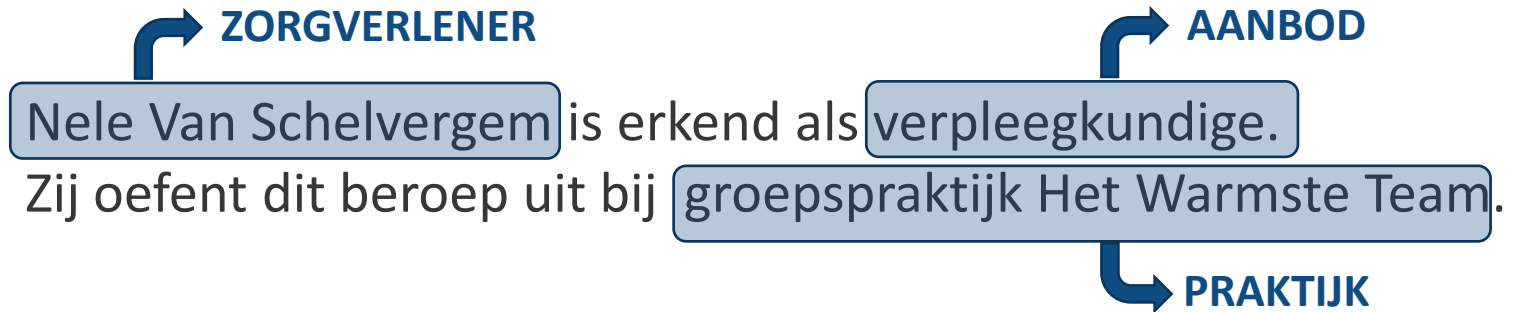 ZORGVERLENER AANBOD
Nele Van Schelvergem is erkend als verpleegkundige.
Zij oefent dit beroep uit bij groepspraktijk Het Warmste Team.
PRAKTIJK